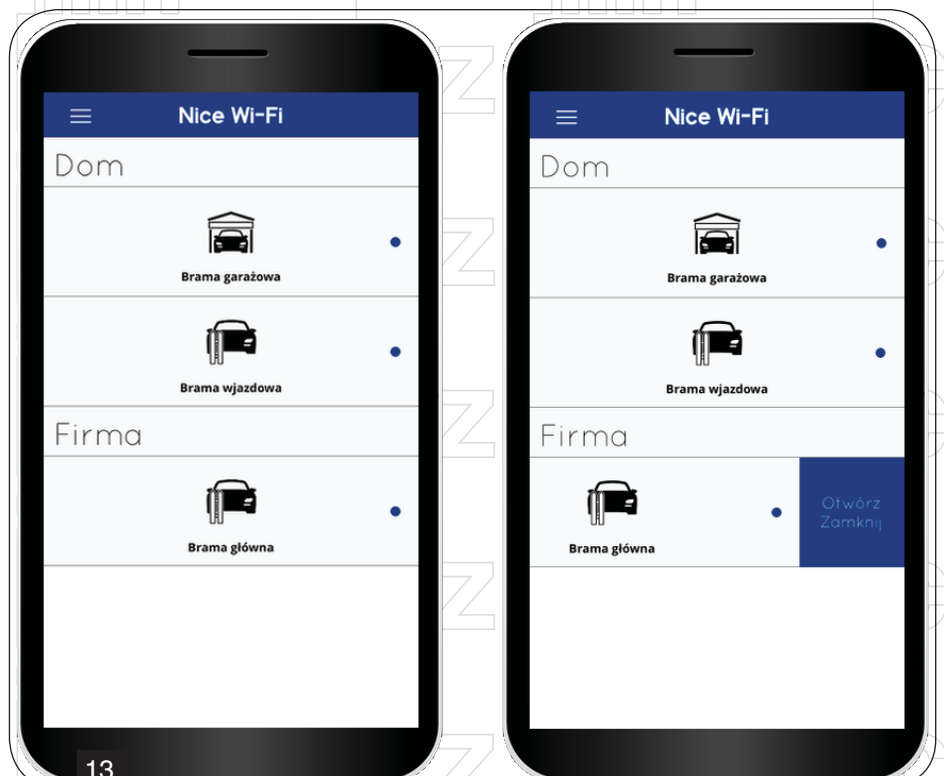 Nice Wi-Fi
Dom
Brama garażowa
Brama wjazdowa
Firma
Brama główna
13
Nice Wi-Fi
Dom
Brama garażowa
Brama wjazdowa
Firma
Brama główna
Otwórz
Zamknij